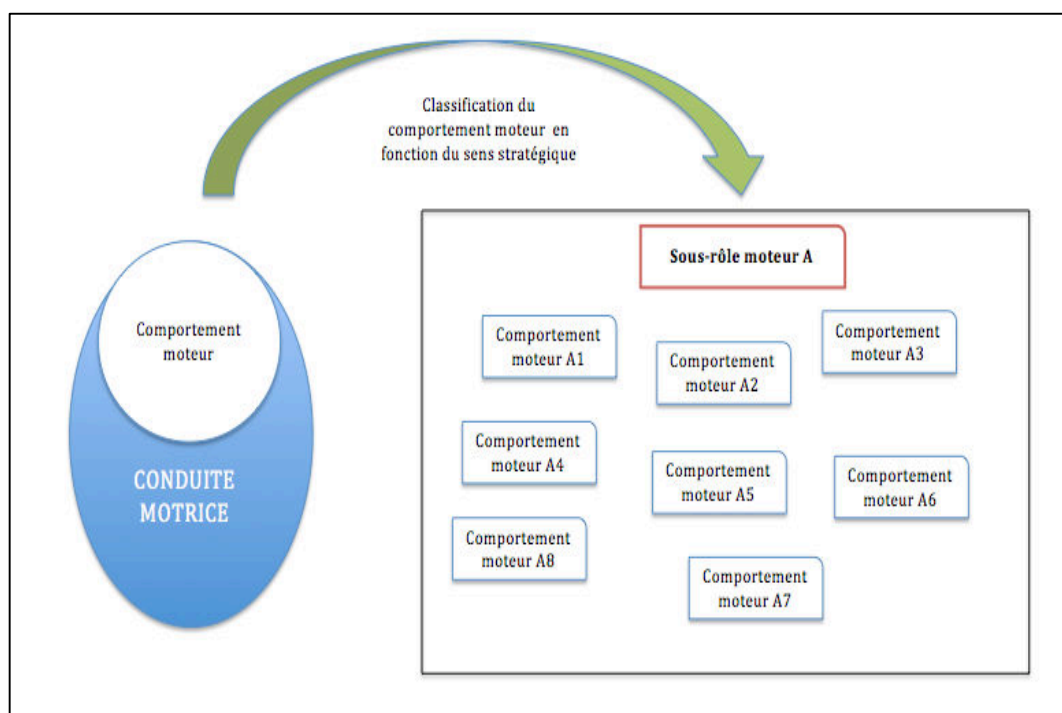 Classification du
comportement moteur en
fonction du sens stratégique
Comportement
moteur
CONDUITE
MOTRICE
Sous-rôle moteur A
Comportement
moteur A1
Comportement
moteur A2
Comportement
moteur A3
Comportement
moteur A4
Comportement
moteur A5
Comportement
moteur A6
Comportement
moteur A8
Comportement
moteur A7